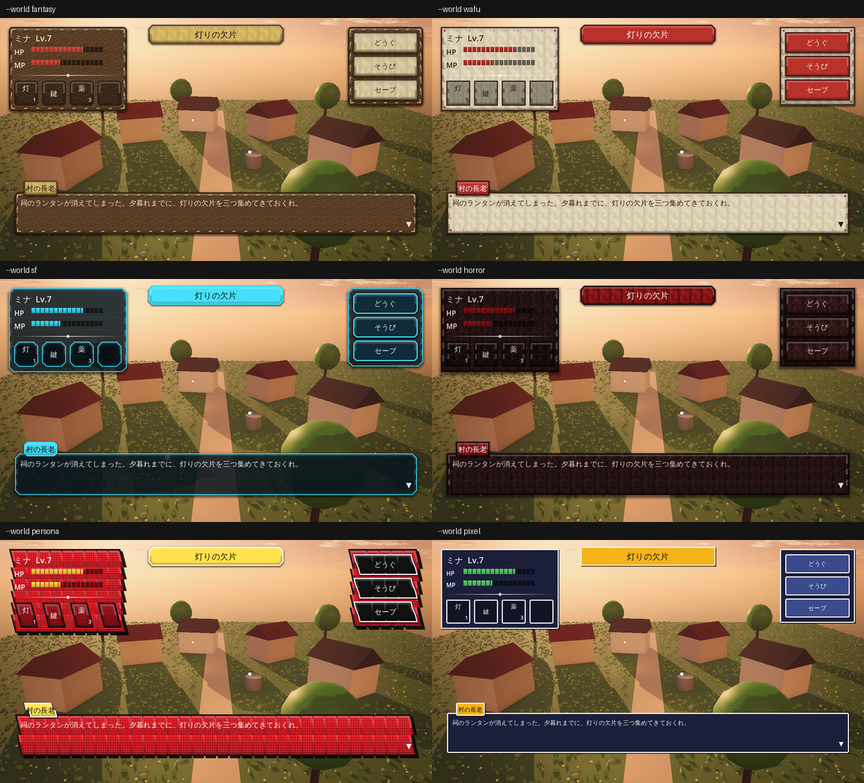 --world fantasy
ミナ Lv.7
HP
MP
灯 1
鍵
薬 3
灯りの欠片
どうぐ
そうび
セーブ
村の長老
祠のランタンが消えてしまった。夕暮れまでに、灯りの欠片を三つ集めてきておくれ。
▼
--world wafu
ミナ Lv.7
HP
MP
灯 1
鍵
薬 3
灯りの欠片
どうぐ
そうび
セーブ
村の長老
祠のランタンが消えてしまった。夕暮れまでに、灯りの欠片を三つ集めてきておくれ。
▼
--world sf
ミナ Lv.7
HP
MP
灯 1
鍵
薬 3
灯りの欠片
どうぐ
そうび
セーブ
村の長老
祠のランタンが消えてしまった。夕暮れまでに、灯りの欠片を三つ集めてきておくれ。
▼
--world horror
ミナ Lv.7
HP
MP
灯 1
鍵
薬 3
灯りの欠片
どうぐ
そうび
セーブ
村の長老
祠のランタンが消えてしまった。夕暮れまでに、灯りの欠片を三つ集めてきておくれ。
▼
--world persona
ミナ Lv.7
HP
MP
灯 1
鍵
薬 3
灯りの欠片
どうぐ
そうび
セーブ
村の長老
祠のランタンが消えてしまった。夕暮れまでに、灯りの欠片を三つ集めてきておくれ。
▼
--world pixel
ミナ Lv.7
HP
MP
灯 1
鍵
薬 3
灯りの欠片
どうぐ
そうび
セーブ
村の長老
祠のランタンが消えてしまった。夕暮れまでに、灯りの欠片を三つ集めてきておくれ。
▼